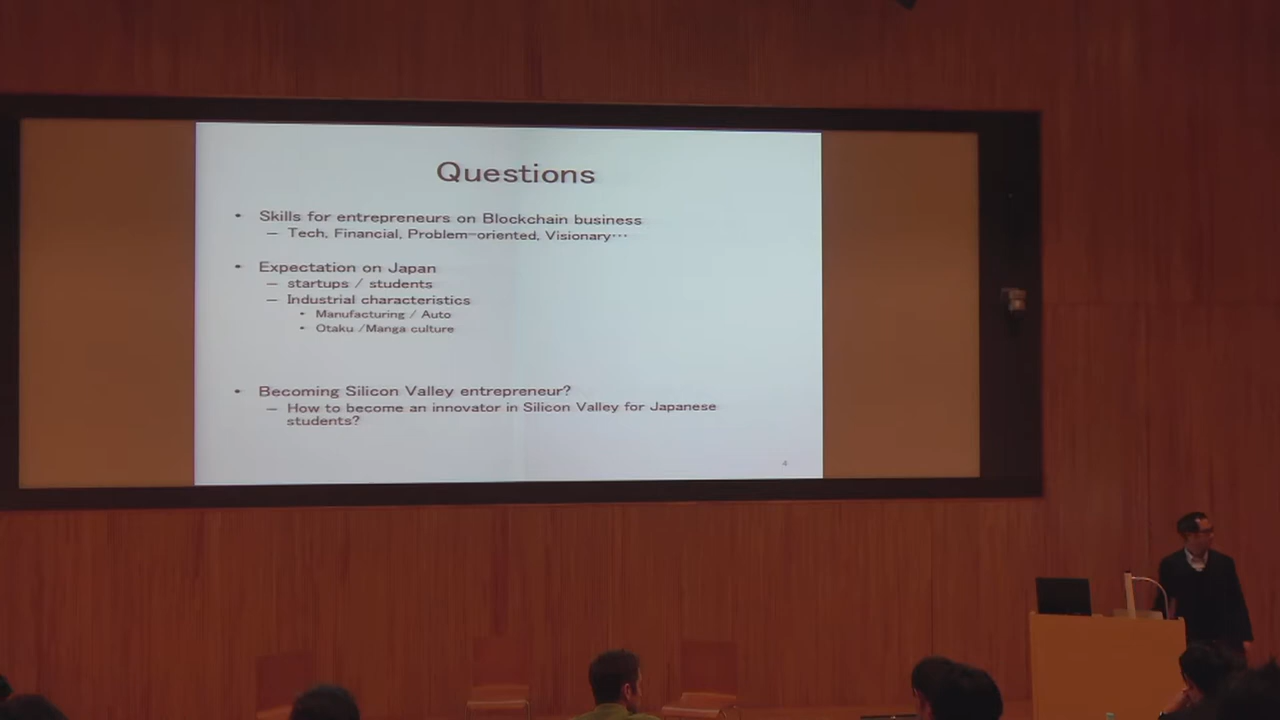 Questions
• Skills for entrepreneurs on Blockchain business
– Tech, Financial, Problem-oriented, Visionary…
• Expectation on Japan
– startups / students
– Industrial characteristics
• Manufacturing / Auto
• Otaku /Manga culture
• Becoming Silicon Valley entrepreneur?
– How to become an innovator in Silicon Valley for Japanese
students?
4